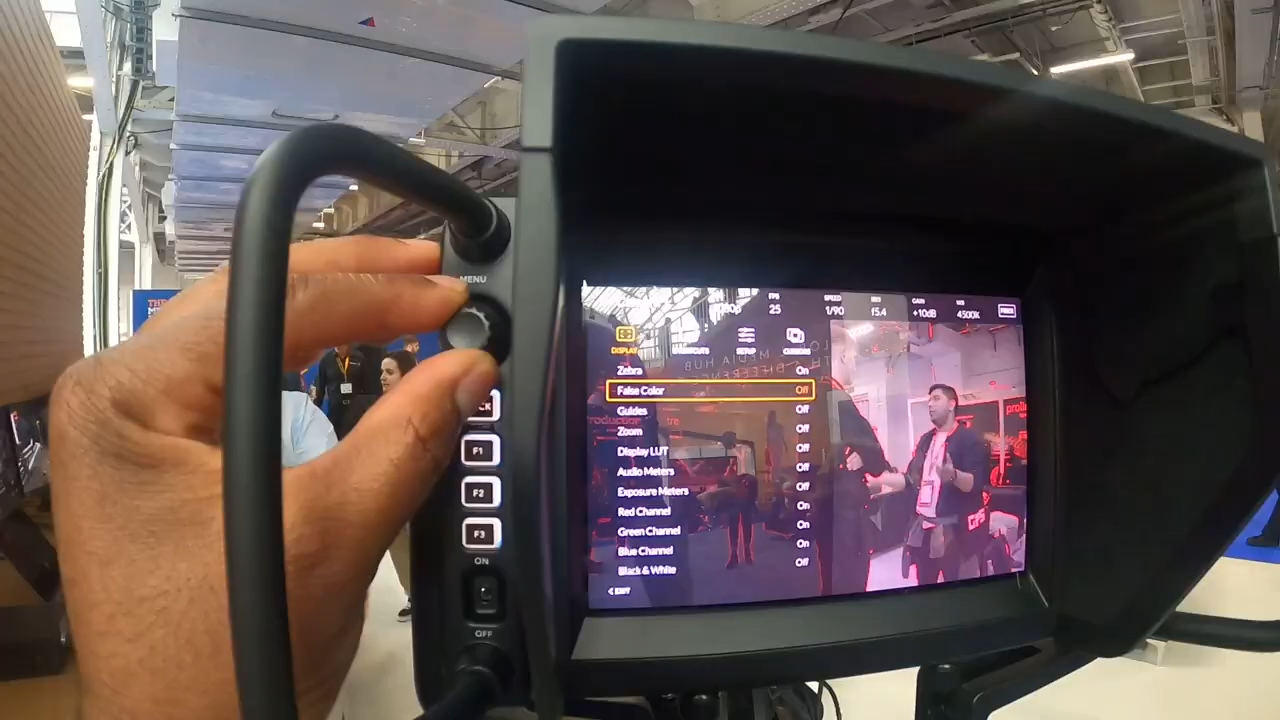 MENU
F1
F2
F3
ON
OFF
FPS
25
SPEED
1/90
f5.4
GAIN
+10dB
WB
4500K
DISPLAY
SETUP
Zebra On
False Color Off
Guides Off
Zoom Off
Display LUT Off
Audio Meters Off
Exposure Meters Off
Red Channel On
Green Channel On
Blue Channel On
Black & White Off
< EXIT